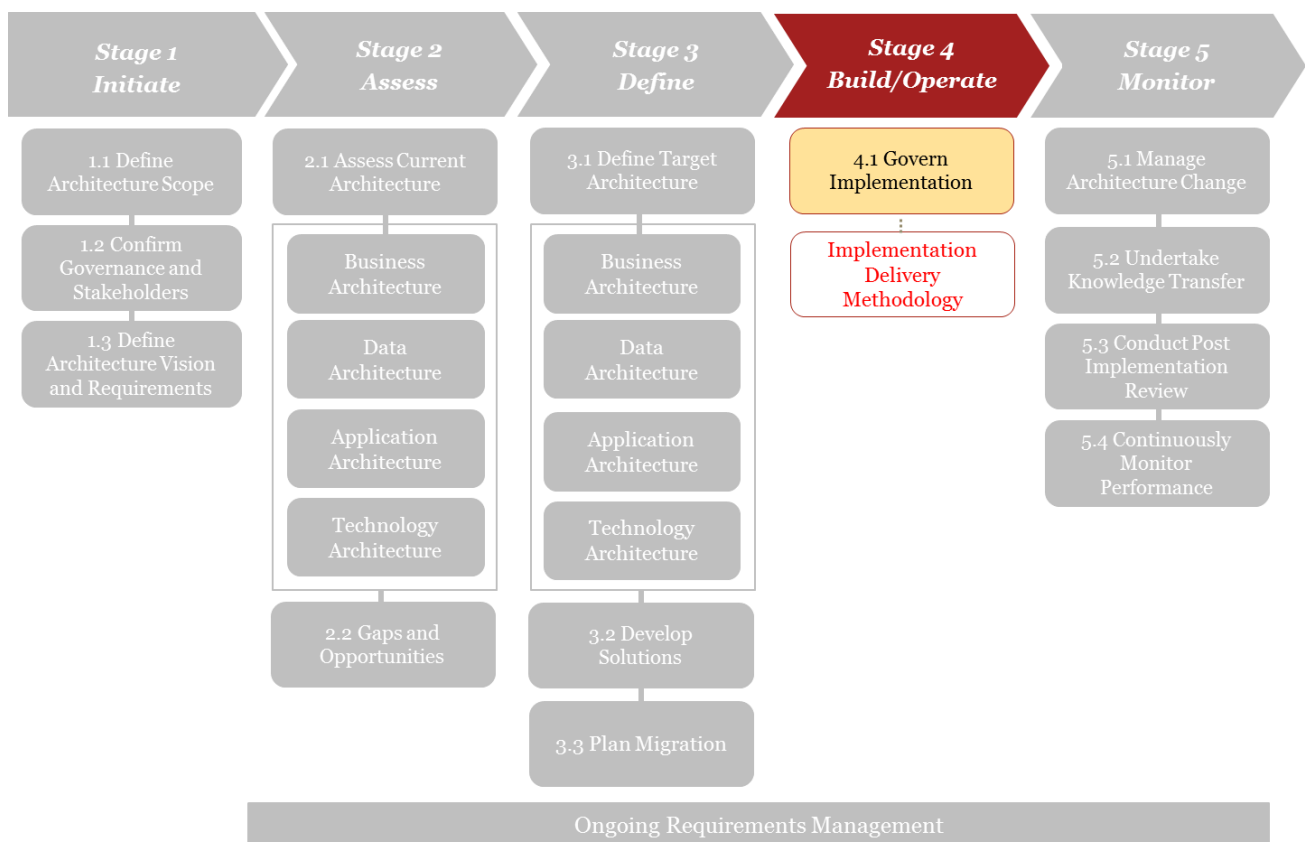 Stage 1
Initiate
Stage 2
Assess
Stage 3
Define
Stage 4
Build/Operate
Stage 5
Monitor
1.1 Define
Architecture Scope
1.2 Confirm
Governance and
Stakeholders
1.3 Define
Architecture Vision
and Requirements
2.1 Assess Current
Architecture
Business
Architecture
Data
Architecture
Application
Architecture
Technology
Architecture
2.2 Gaps and
Opportunities
3.1 Define Target
Architecture
Business
Architecture
Data
Architecture
Application
Architecture
Technology
Architecture
3.2 Develop
Solutions
3.3 Plan Migration
4.1 Govern
Implementation
Implementation
Delivery
Methodology
5.1 Manage
Architecture Change
5.2 Undertake
Knowledge Transfer
5.3 Conduct Post
Implementation
Review
5.4 Continuously
Monitor
Performance
Ongoing Requirements Management